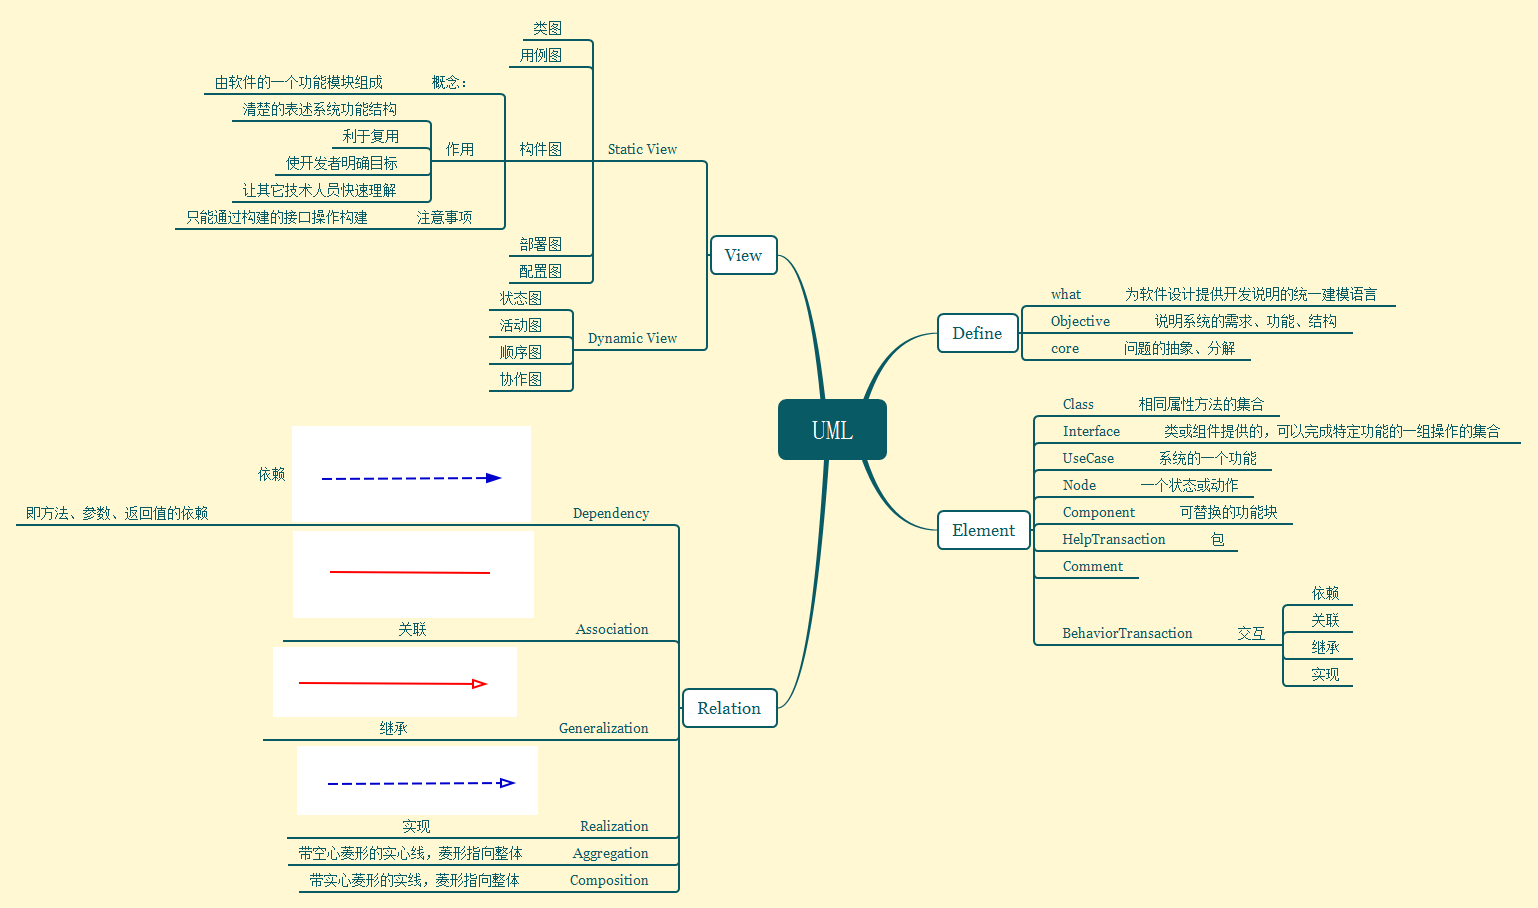 UML
View
Static View
类图
用例图
构件图
概念：
由软件的一个功能模块组成
作用
清楚的表述系统功能结构
利于复用
使开发者明确目标
让其它技术人员快速理解
注意事项
只能通过构建的接口操作构建
部署图
配置图
Dynamic View
状态图
活动图
顺序图
协作图
Define
what
为软件设计提供开发说明的统一建模语言
Objective
说明系统的需求、功能、结构
core
问题的抽象、分解
Element
Class
相同属性方法的集合
Interface
类或组件提供的，可以完成特定功能的一组操作的集合
UseCase
系统的一个功能
Node
一个状态或动作
Component
可替换的功能块
HelpTransaction
包
Comment
BehaviorTransaction
交互
依赖
关联
继承
实现
Relation
Dependency
依赖
即方法、参数、返回值的依赖
Association
关联
Generalization
继承
Realization
实现
Aggregation
带空心菱形的实心线，菱形指向整体
Composition
带实心菱形的实线，菱形指向整体